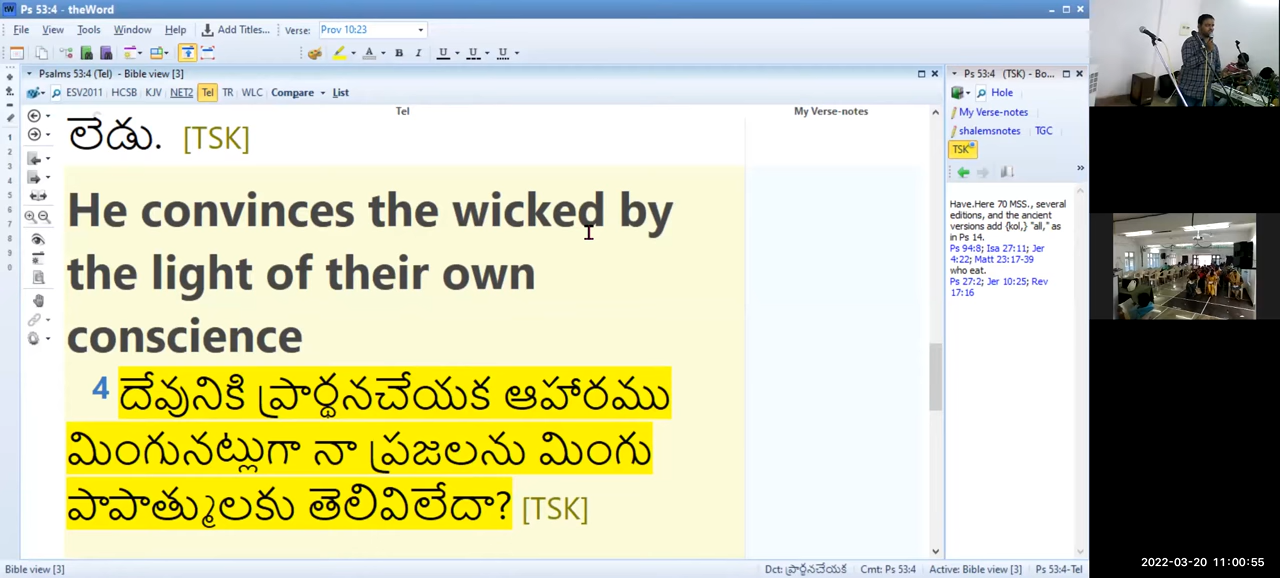 Ps 53:4 - theWord
File View Tools Window Help Add Titles... Verse: Prov 10:23
Psalms 53:4 (Tel) - Bible view [3]
ESV2011 HCSB KJV NET2 Tel TR WLC Compare List
Tel
My Verse-notes
లేడు. [TSK]
He convinces the wicked by
the light of their own
conscience
4 దేవునికి ప్రార్థనచేయక ఆహారము
మింగునట్లుగా నా ప్రజలను మింగు
పాపాత్ములకు తెలివిలేదా? [TSK]
Ps 53:4 (TSK) - Bo...
Hole
My Verse-notes
shalemsnotes TGC
TSK
Have.Here 70 MSS., several
editions, and the ancient
versions add {kol,} "all," as
in Ps 14.
Ps 94:8; Isa 27:11; Jer
4:22; Matt 23:17-39
who eat.
Ps 27:2; Jer 10:25; Rev
17:16
Bible view [3] Dct: ప్రార్థనచేయక Cmt: Ps 53:4 Active: Bible view [3] Ps 53:4-Tel
2022-03-20 11:00:55